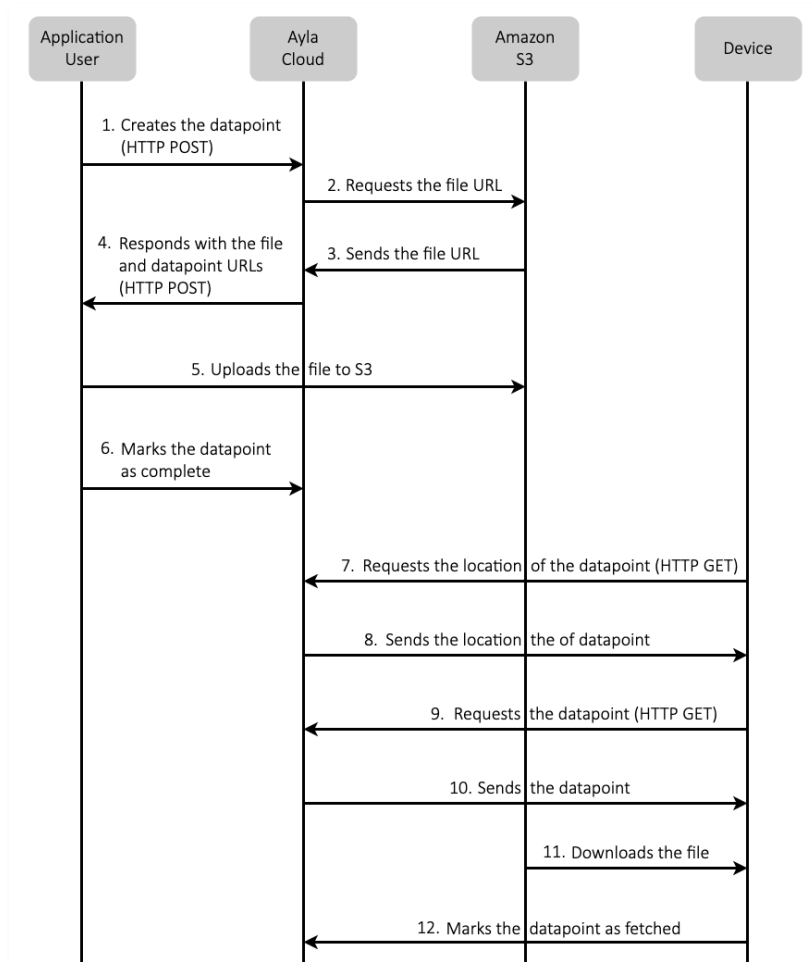 Application
User
Ayla
Cloud
Amazon
S3
Device
1. Creates the datapoint
(HTTP POST)
2. Requests the file URL
4. Responds with the file
and datapoint URLs
(HTTP POST)
3. Sends the file URL
5. Uploads the file to S3
6. Marks the datapoint
as complete
7. Requests the location of the datapoint (HTTP GET)
8. Sends the location the of datapoint
9. Requests the datapoint (HTTP GET)
10. Sends the datapoint
11. Downloads the file
12. Marks the datapoint as fetched